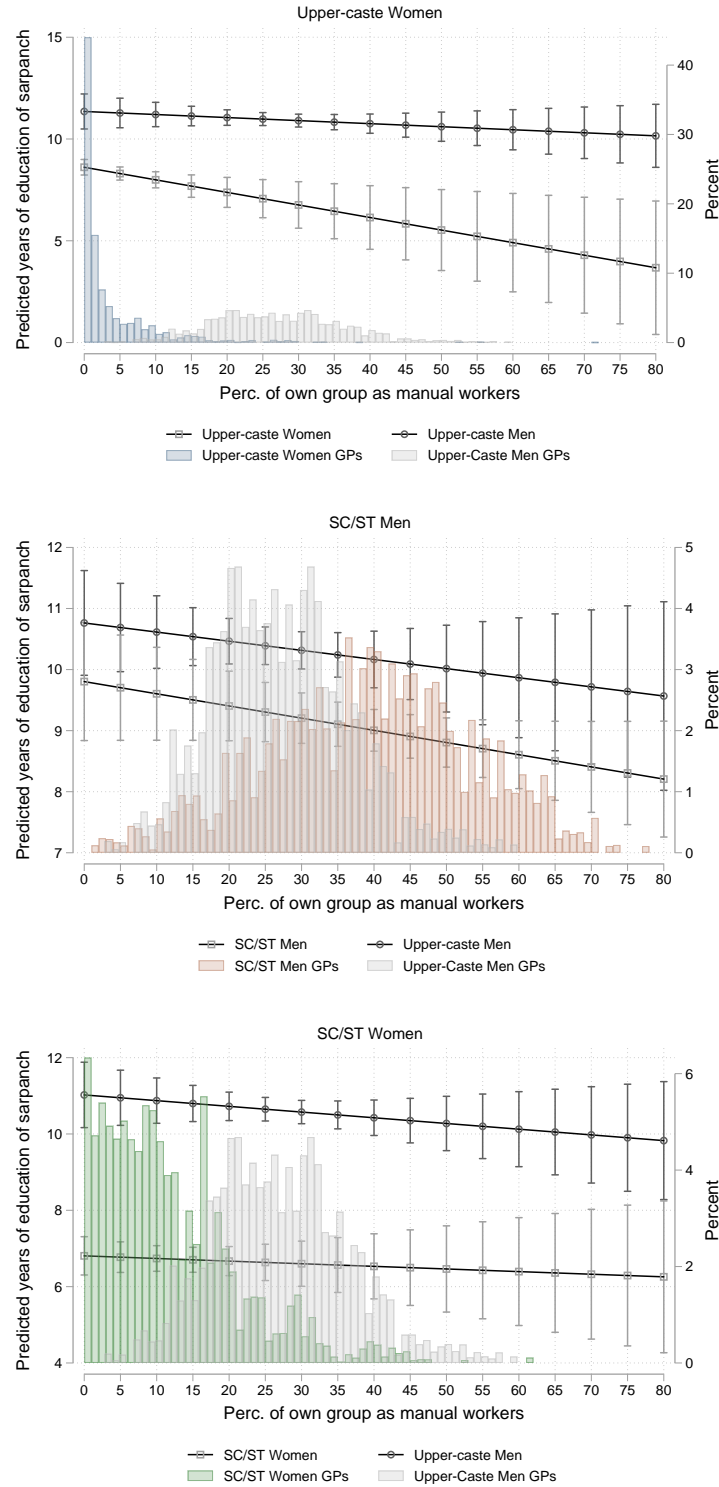 Upper-caste Women
Predicted years of education of sarpanch
15
10
5
0
40
30
20
10
0
Percent
0 5 10 15 20 25 30 35 40 45 50 55 60 65 70 75 80
Perc. of own group as manual workers
Upper-caste Women Upper-caste Men
Upper-caste Women GPs Upper-Caste Men GPs
SC/ST Men
Predicted years of education of sarpanch
12
11
10
9
8
7
5
4
3
2
1
0
Percent
0 5 10 15 20 25 30 35 40 45 50 55 60 65 70 75 80
Perc. of own group as manual workers
SC/ST Men Upper-caste Men
SC/ST Men GPs Upper-Caste Men GPs
SC/ST Women
Predicted years of education of sarpanch
12
10
8
6
4
6
4
2
0
Percent
0 5 10 15 20 25 30 35 40 45 50 55 60 65 70 75 80
Perc. of own group as manual workers
SC/ST Women Upper-caste Men
SC/ST Women GPs Upper-Caste Men GPs